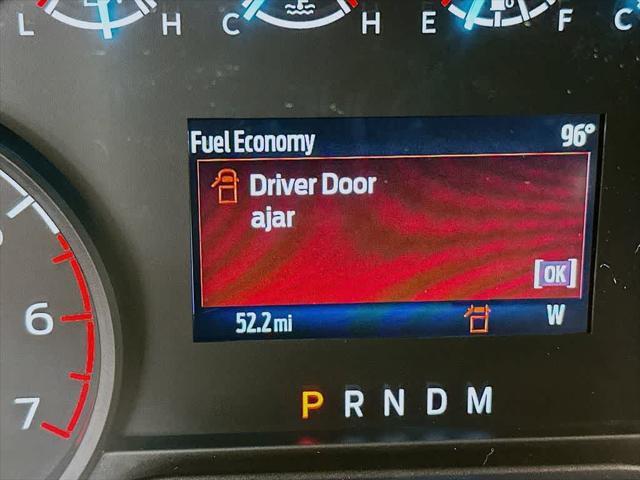 L H C H E F C
Fuel Economy 96°
Driver Door
ajar
[OK]
52.2 mi W
6
7
P R N D M